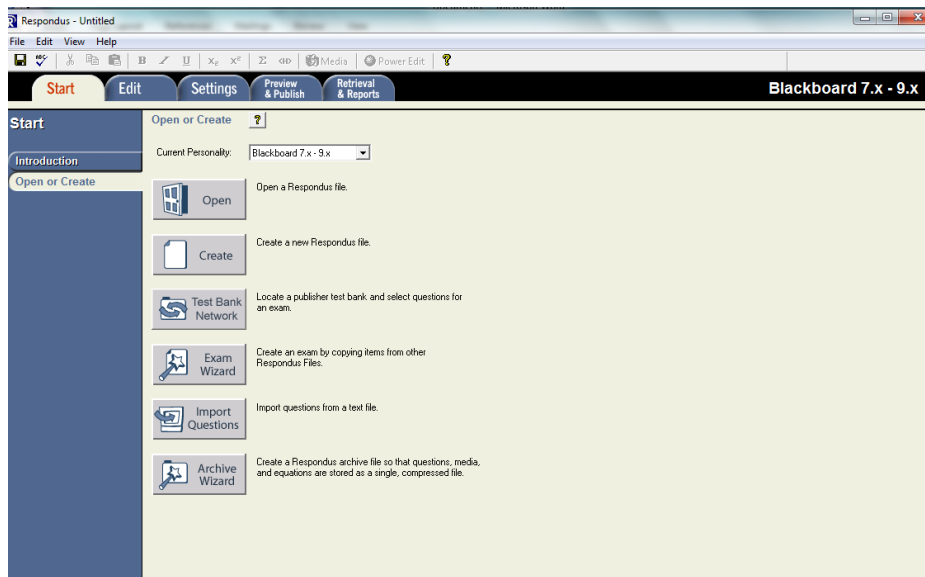 Respondus - Untitled
File Edit View Help
ABC B I U Xe X² Σ Media Power Edit ?
Start Edit Settings Preview & Publish Retrieval & Reports Blackboard 7.x - 9.x
Start
Introduction
Open or Create
Open or Create ?
Current Personality: Blackboard 7.x - 9.x
Open
Open a Respondus file.
Create
Create a new Respondus file.
Test Bank
Network
Locate a publisher test bank and select questions for
an exam.
Exam
Wizard
Create an exam by copying items from other
Respondus Files.
Import
Questions
Import questions from a text file.
Archive
Wizard
Create a Respondus archive file so that questions, media,
and equations are stored as a single, compressed file.